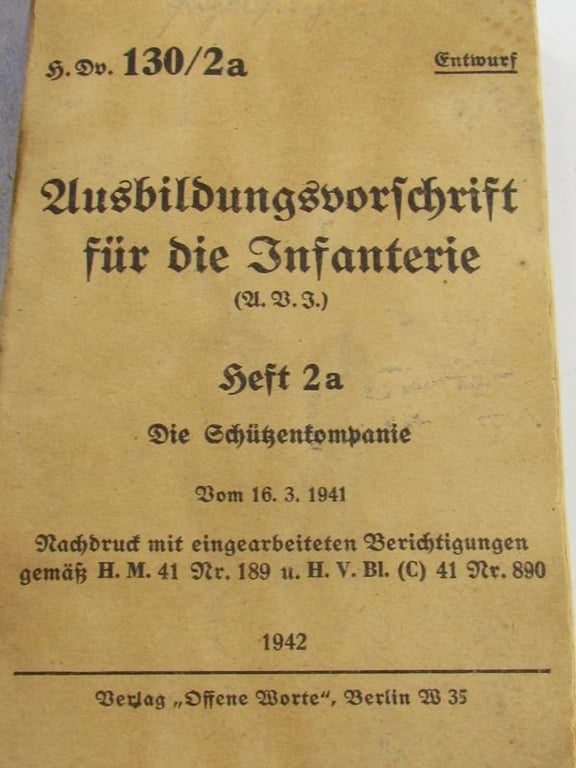 H. Dv. 130/2a
Entwurf
Ausbildungsvorschrift
für die Infanterie
(A. V. I.)
Heft 2a
Die Schützenkompanie
Vom 16. 3. 1941
Nachdruck mit eingearbeiteten Berichtigungen
gemäß H. M. 41 Nr. 189 u. H. V. Bl. (C) 41 Nr. 890
1942
Verlag „Offene Worte“, Berlin W 35